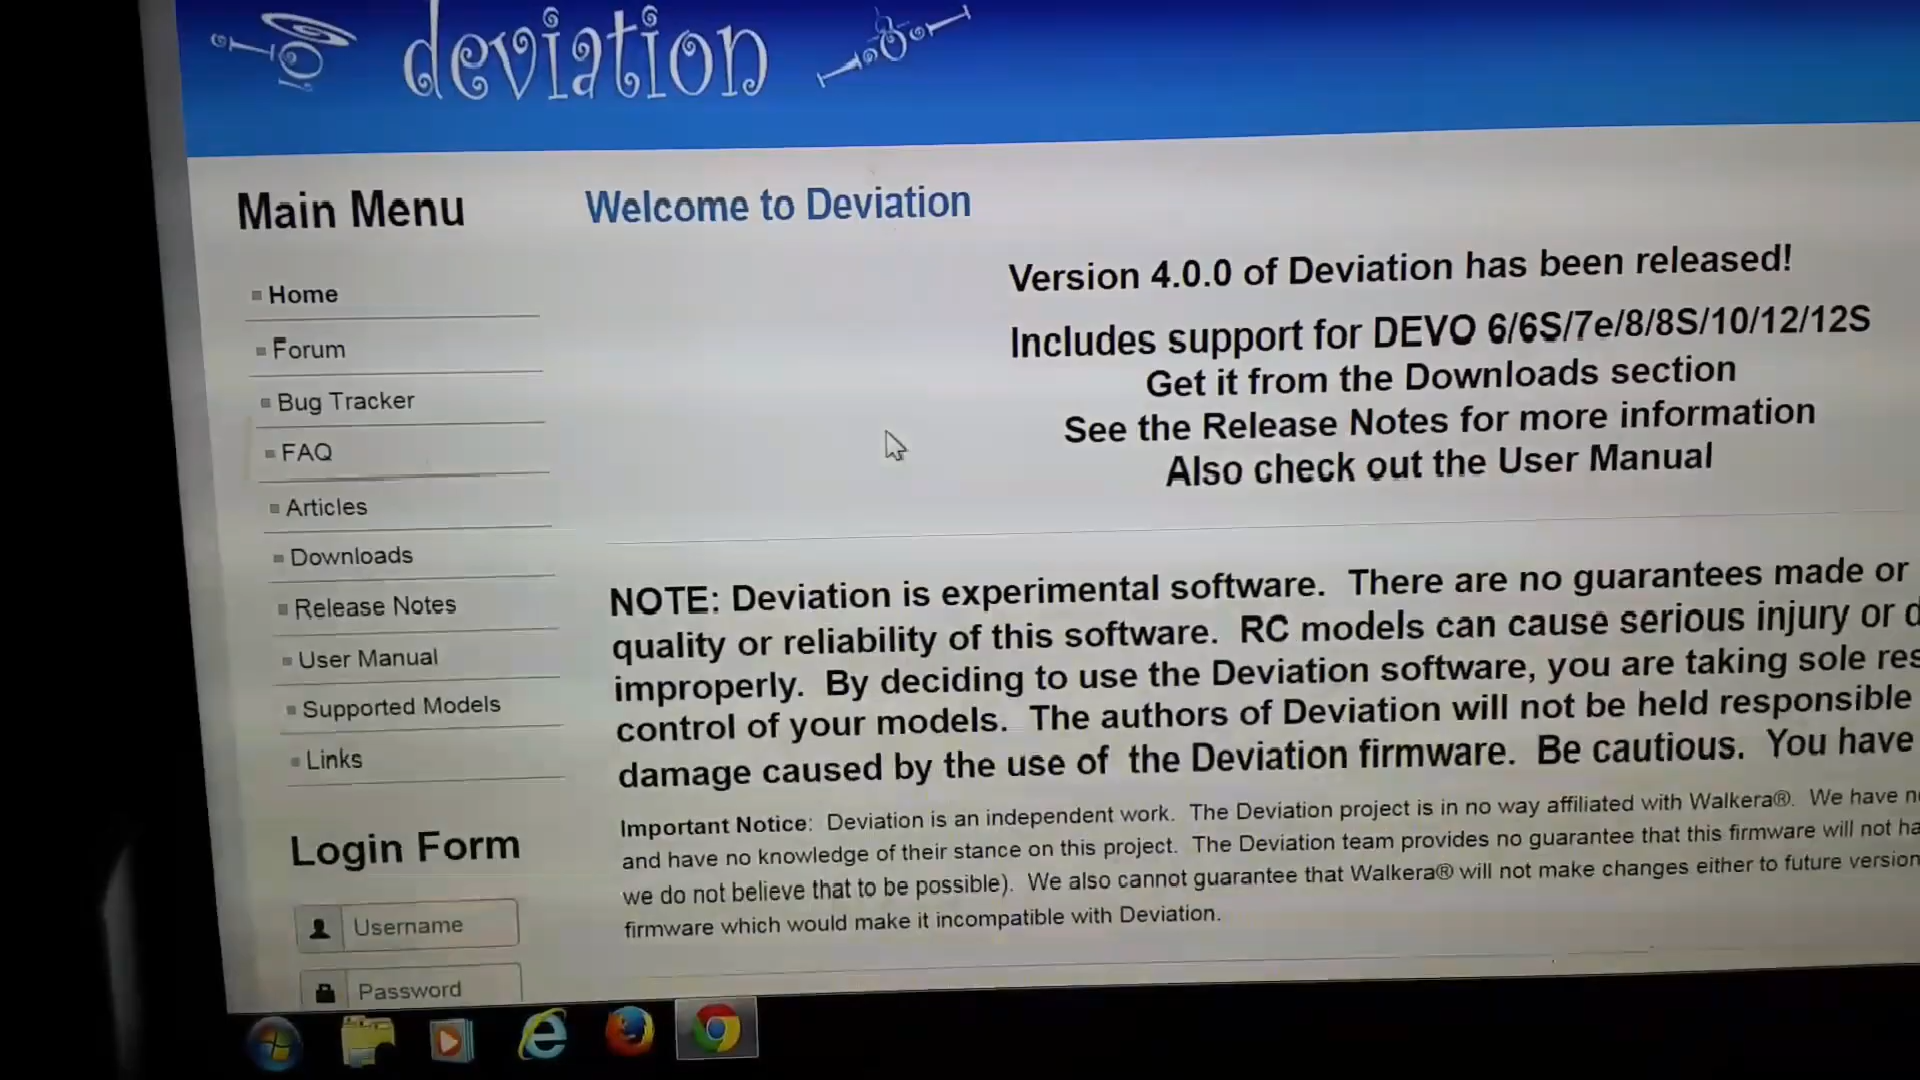 deviation
Main Menu
Home
Forum
Bug Tracker
FAQ
Articles
Downloads
Release Notes
User Manual
Supported Models
Links
Login Form
Username
Password
Welcome to Deviation
Version 4.0.0 of Deviation has been released!
Includes support for DEVO 6/6S/7e/8/8S/10/12/12S
Get it from the Downloads section
See the Release Notes for more information
Also check out the User Manual
NOTE: Deviation is experimental software. There are no guarantees made or
quality or reliability of this software. RC models can cause serious injury or
improperly. By deciding to use the Deviation software, you are taking sole
control of your models. The authors of Deviation will not be held responsible
damage caused by the use of the Deviation firmware. Be cautious. You have
Important Notice: Deviation is an independent work. The Deviation project is in no way affiliated with Walkera®. We have
and have no knowledge of their stance on this project. The Deviation team provides no guarantee that this firmware will not
we do not believe that to be possible). We also cannot guarantee that Walkera® will not make changes either to future
firmware which would make it incompatible with Deviation.